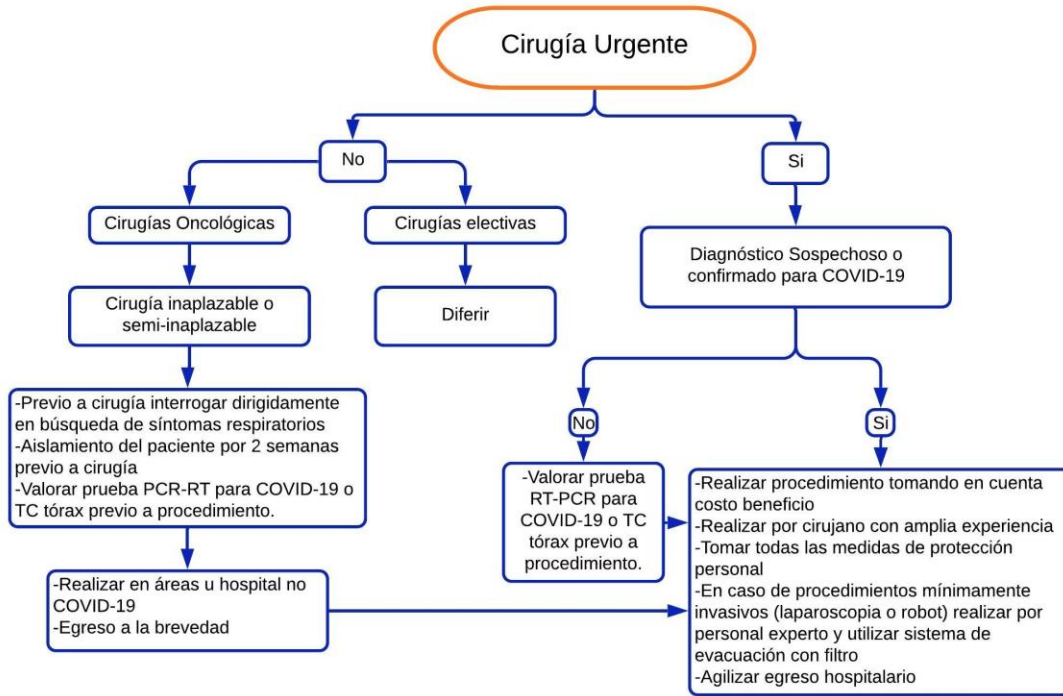 Cirugía Urgente
No
Si
Cirugías Oncológicas
Cirugías electivas
Diagnóstico Sospechoso o
confirmado para COVID-19
Cirugía inaplazable o
semi-inaplazable
Diferir
-Previo a cirugía interrogar dirigidamente
en búsqueda de síntomas respiratorios
-Aislamiento del paciente por 2 semanas
previo a cirugía
-Valorar prueba PCR-RT para COVID-19 o
TC tórax previo a procedimiento.
No
Si
-Valorar prueba
RT-PCR para
COVID-19 o TC
tórax previo a
procedimiento.
-Realizar procedimiento tomando en cuenta
costo beneficio
-Realizar por cirujano con amplia experiencia
-Tomar todas las medidas de protección
personal
-En caso de procedimientos mínimamente
invasivos (laparoscopia o robot) realizar por
personal experto y utilizar sistema de
evacuación con filtro
-Agilizar egreso hospitalario
-Realizar en áreas u hospital no
COVID-19
-Egreso a la brevedad